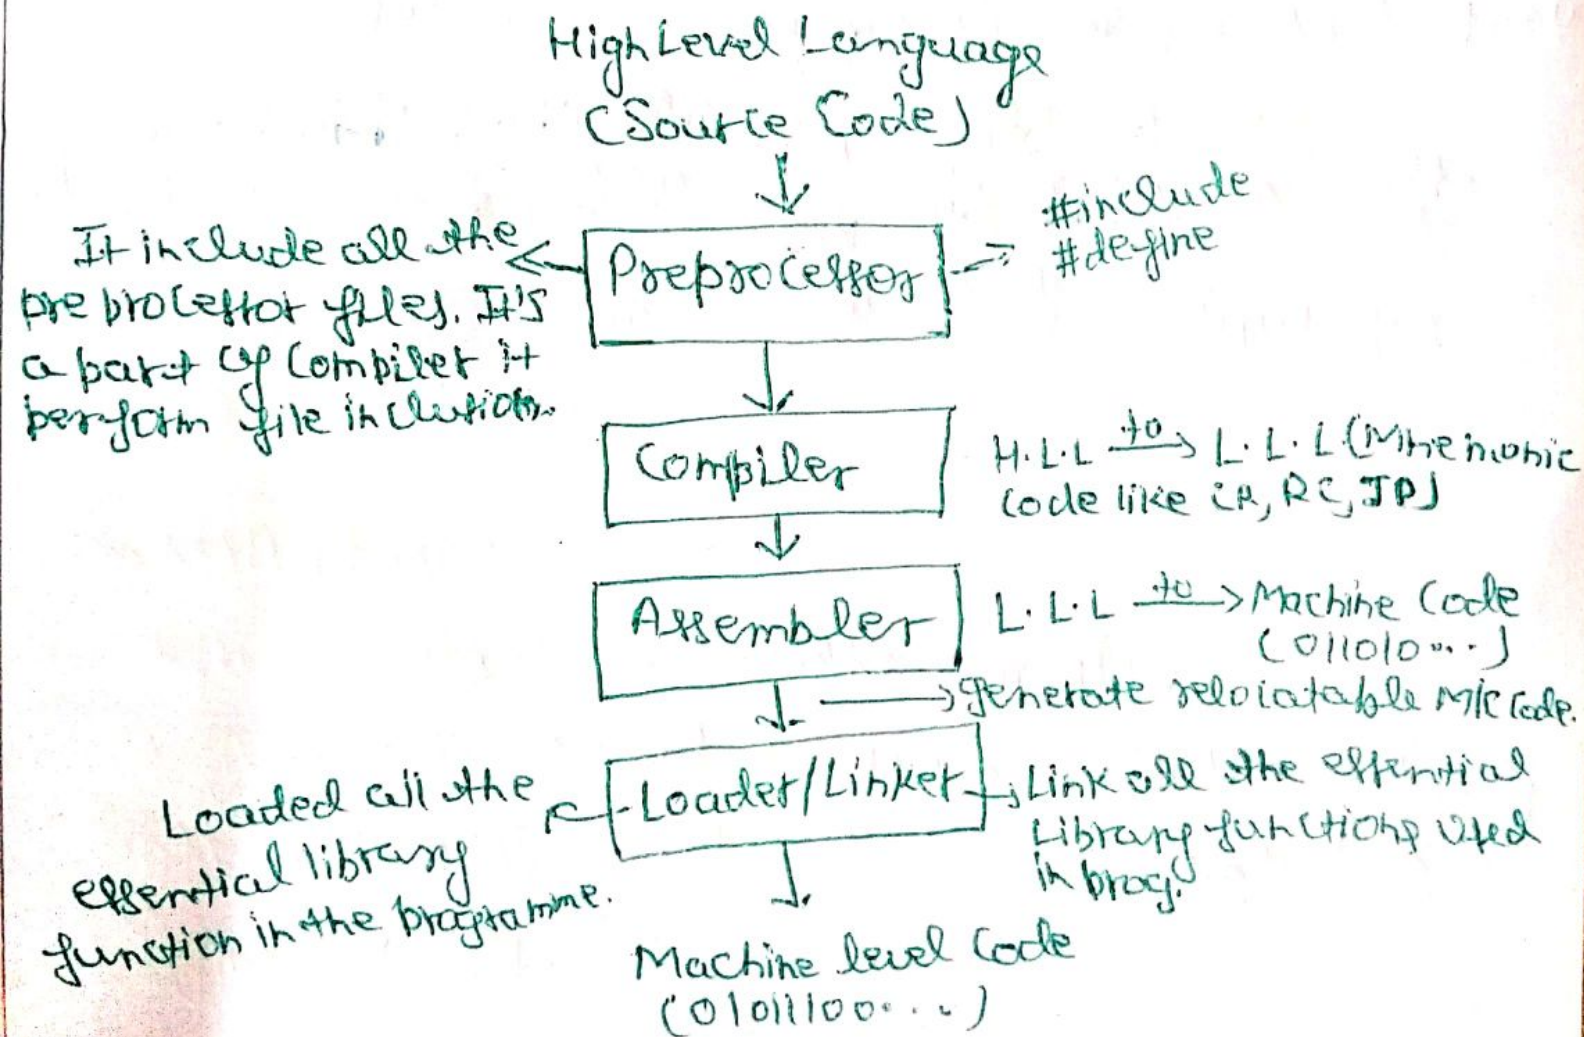 High Level Language
(Source Code)
#include
#define
It include all the
pre processor files. It's
a part of Compiler it
perform file inclusion.
Preprocessor
Compiler
H.L.L to L.L.L (Mnemonic
Code like
Assembler
L.L.L to Machine Code
(011010...)
generate relocatable M/C Code.
Loader/Linker
Loaded all the
essential library
function in the programme.
Link all the essential
Library functions used
in prog.
Machine level Code
(01011100...)